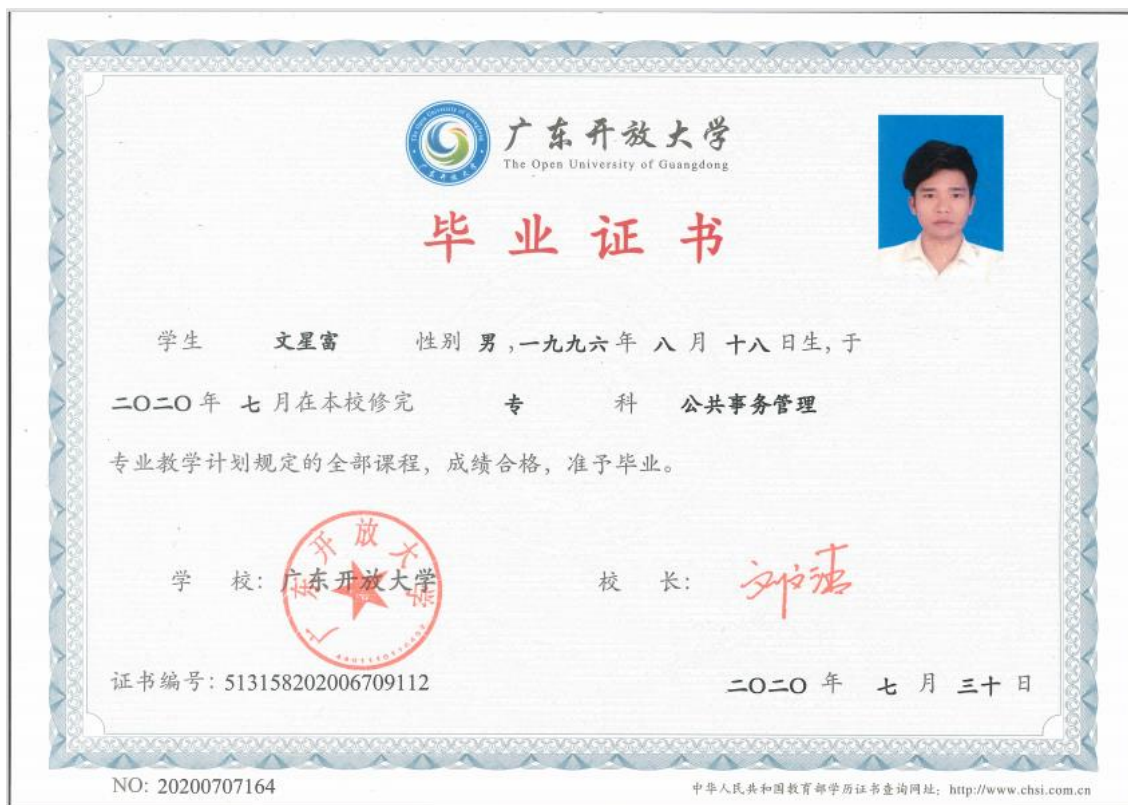 广东开放大学
The Open University of Guangdong
毕业证书
学生 文星富 性别 男,一九九六年 八 月 十八日生,于
二〇二〇年 七 月在本校修完 专 科 公共事务管理
专业教学计划规定的全部课程，成绩合格，准予毕业。
学 校：广东开放大学 校 长：
广东开放大学
证书编号：513158202006709112 二〇二〇 年 七 月 三十 日
NO: 20200707164 中华人民共和国教育部学历证书查询网址：http://www.chsi.com.cn